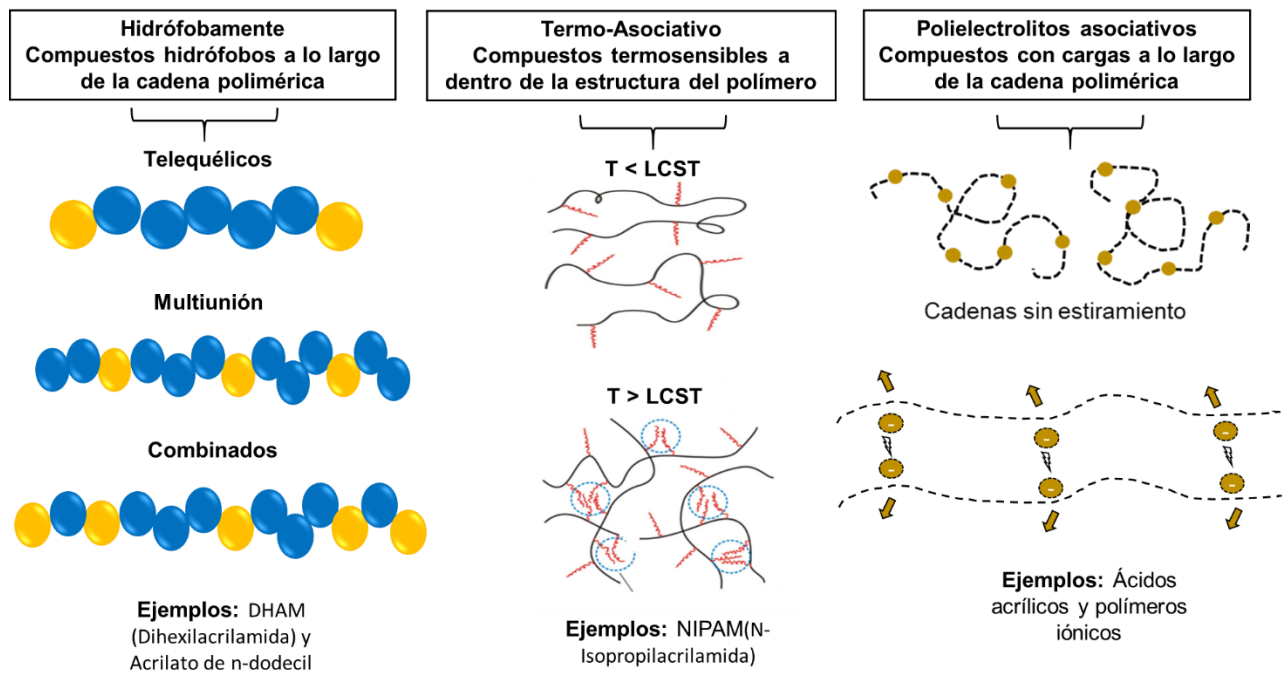 Hidrófobamente
Compuestos hidrófobos a lo largo
de la cadena polimérica
Telequélicos
Multiunión
Combinados
Ejemplos: DHAM
(Dihexilacrilamida) y
Acrilato de n-dodecil
Termo-Asociativo
Compuestos termosensibles a
dentro de la estructura del polímero
T < LCST
T > LCST
Ejemplos: NIPAM(N-
Isopropilacrilamida)
Polielectrolitos asociativos
Compuestos con cargas a lo largo
de la cadena polimérica
Cadenas sin estiramiento
-
-
-
-
-
-
Ejemplos: Ácidos
acrílicos y polímeros
iónicos